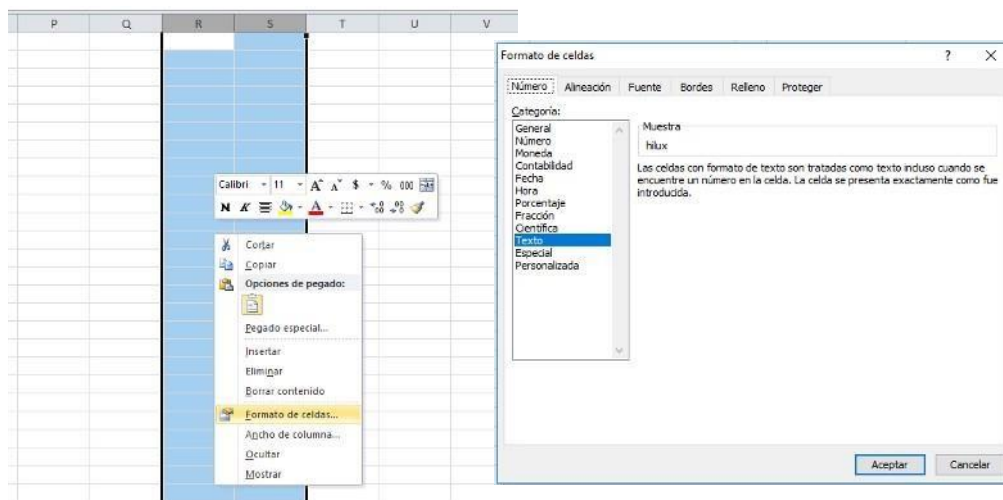 P Q R S T U V
Calibri 11 A A $ % 000
N K A
Cortar
Copiar
Opciones de pegado:
Pegado especial...
Insertar
Eliminar
Borrar contenido
Formato de celdas...
Ancho de columna...
Ocultar
Mostrar
Formato de celdas ? X
Número Alineación Fuente Bordes Relleno Proteger
Categoría:
General
Número
Moneda
Contabilidad
Fecha
Hora
Porcentaje
Fracción
Científica
Texto
Especial
Personalizada
Muestra
hilux
Las celdas con formato de texto son tratadas como texto incluso cuando se
encuentre un número en la celda. La celda se presenta exactamente como fue
introducida.
Aceptar Cancelar